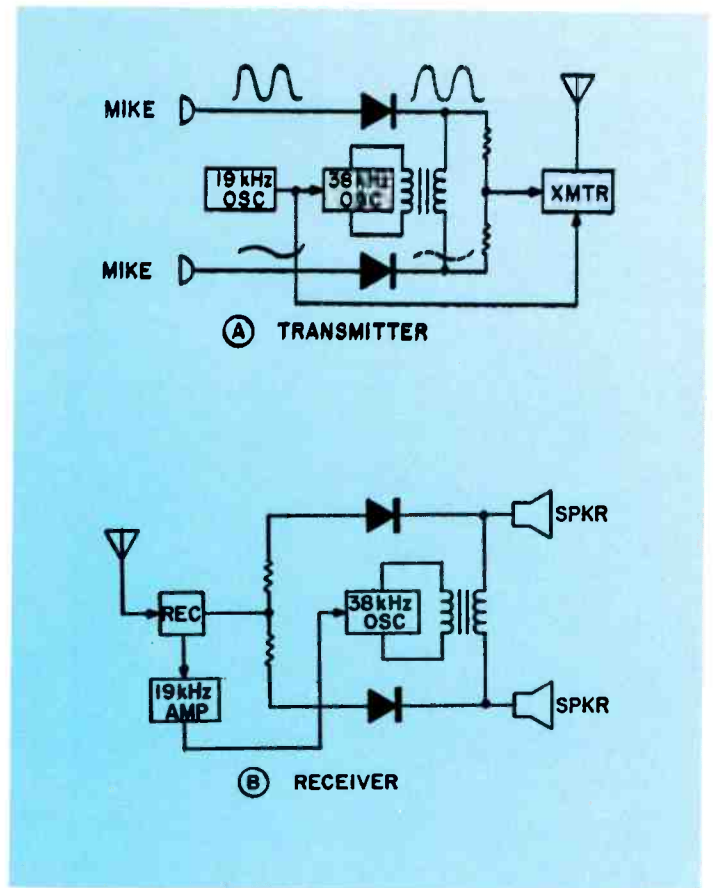 MIKE
19 kHz
OSC
38 kHz
OSC
XMTR
MIKE
A TRANSMITTER
SPKR
REC
38 kHz
OSC
19 kHz
AMP
SPKR
B RECEIVER